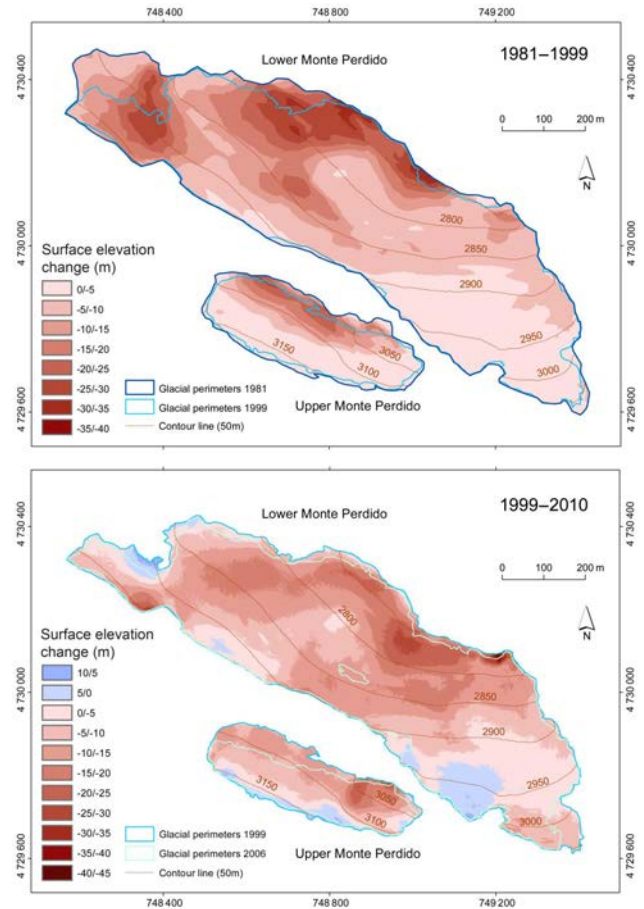 748 400
748 800
749 200
Lower Monte Perdido
1981–1999
4 730 400
4 730 400
0
100
200 m
N
2800
4 730 000
4 730 000
2850
Surface elevation
change (m)
2900
0/-5
-5/-10
-10/-15
2950
-15/-20
3150
3050
-20/-25
3100
3000
-25/-30
Glacial perimeters 1981
-30/-35
Glacial perimeters 1999
-35/-40
Contour line (50m)
Upper Monte Perdido
4 729 600
4 729 600
Lower Monte Perdido
1999–2010
4 730 400
4 730 400
0
100
200 m
N
2800
Surface elevation
change (m)
10/5
4 730 000
4 730 000
2850
5/0
0/-5
2900
-5/-10
-10/-15
-15/-20
3150
3050
2950
-20/-25
3100
3000
-25/-30
-30/-35
Glacial perimeters 1999
-35/-40
Glacial perimeters 2006
Upper Monte Perdido
-40/-45
Contour line (50m)
4 729 600
4 729 600
748 400
748 800
749 200